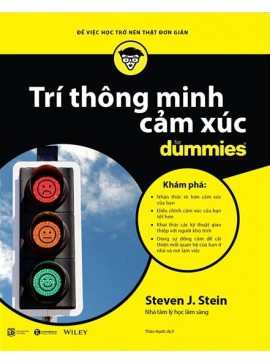 ĐỂ VIỆC HỌC TRỞ NÊN THẬT ĐƠN GIẢN
Trí thông minh
cảm xúc
for
dummies
Khám phá:
• Nhận thức rõ hơn cảm xúc
của bạn
• Điều chỉnh cảm xúc của bạn
tốt hơn
• Khai thác các kỹ thuật giao
thiệp với người khó tính
• Dùng sự đồng cảm để cải
thiện mối quan hệ của bạn ở
nhà và nơi làm việc
Steven J. Stein
Nhà tâm lý học lâm sàng
WILEY